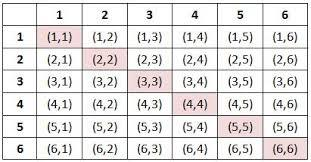 1 2 3 4 5 6
1 (1,1) (1,2) (1,3) (1,4) (1,5) (1,6)
2 (2,1) (2,2) (2,3) (2,4) (2,5) (2,6)
3 (3,1) (3,2) (3,3) (3,4) (3,5) (3,6)
4 (4,1) (4,2) (4,3) (4,4) (4,5) (4,6)
5 (5,1) (5,2) (5,3) (5,4) (5,5) (5,6)
6 (6,1) (6,2) (6,3) (6,4) (6,5) (6,6)